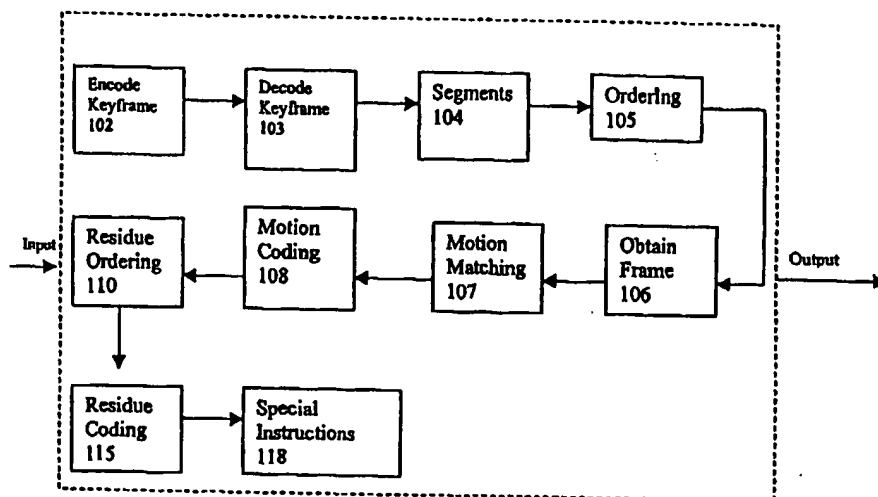 Encode
Keyframe
102
Decode
Keyframe
103
Segments
104
Ordering
105
Input
Residue
Ordering
110
Motion
Coding
108
Motion
Matching
107
Obtain
Frame
106
Output
Residue
Coding
115
Special
Instructions
118